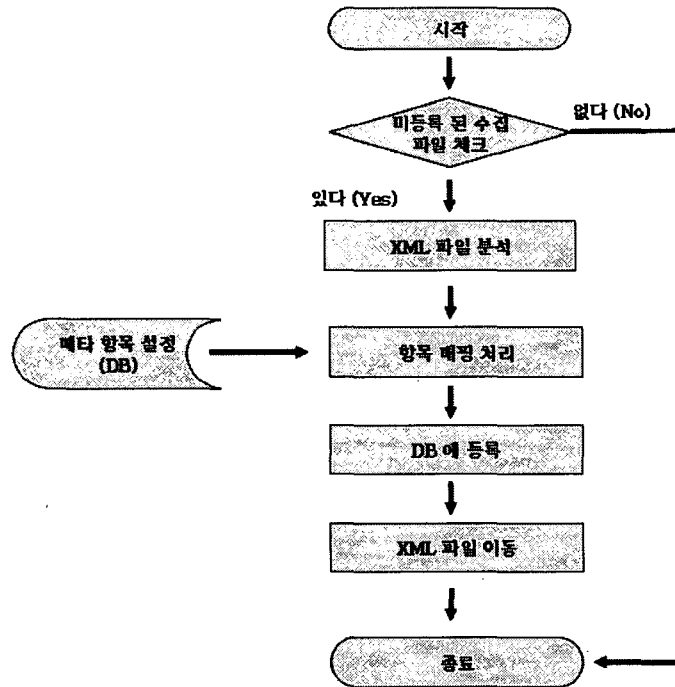 시작
미등록 된 수집
파일 체크
없다 (No)
있다 (Yes)
XML 파일 분석
메타 항목 설정
(DB)
항목 매핑 처리
DB 에 등록
XML 파일 이동
종료